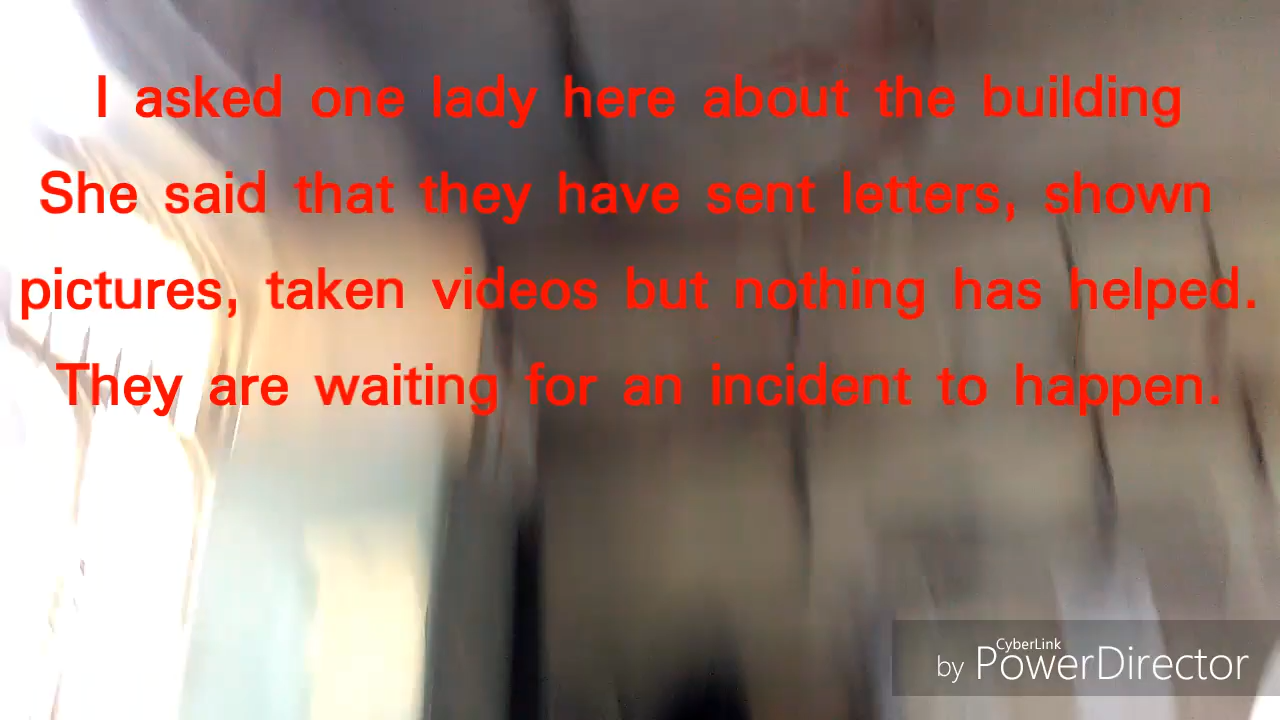 I asked one lady here about the building
She said that they have sent letters, shown
pictures, taken videos but nothing has helped.
They are waiting for an incident to happen.
CyberLink
by PowerDirector